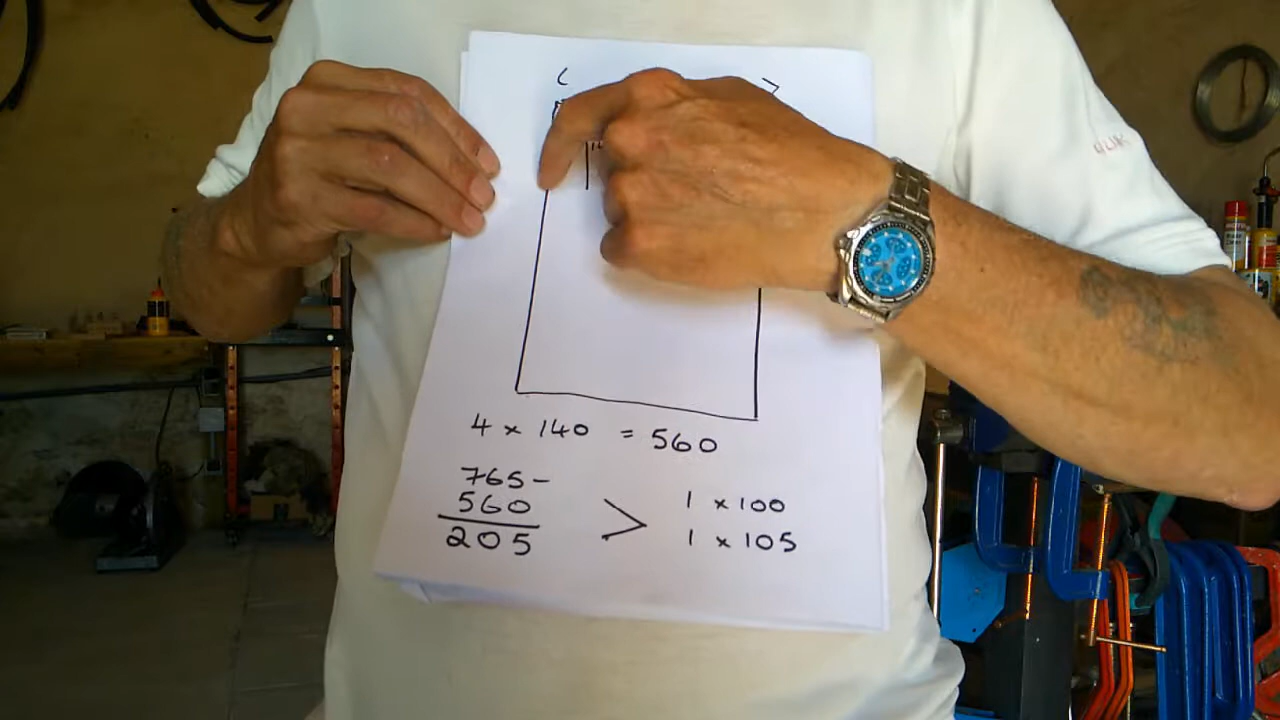 4 x 140 = 560
765-
560
205
> 1 x 100
1 x 105